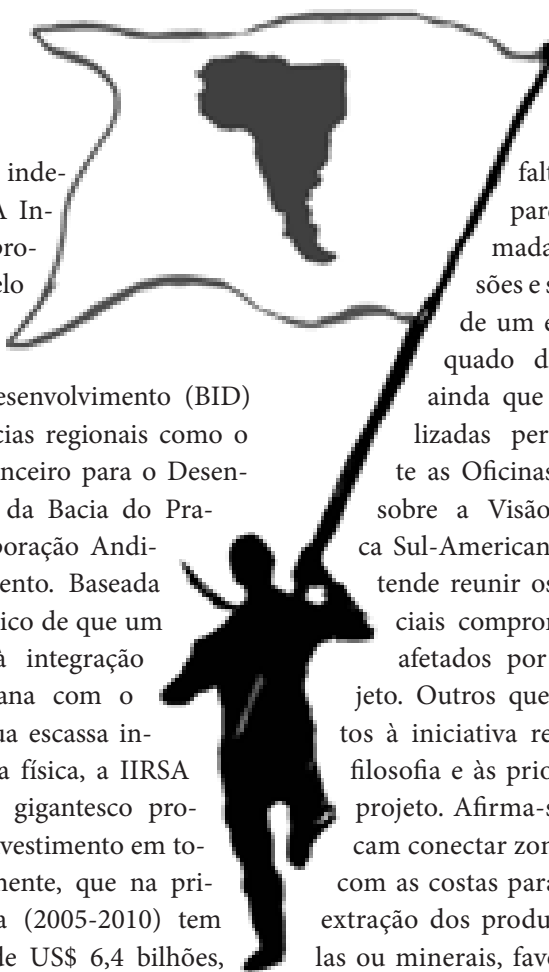 inde-
A In-
pro-
elo
esenvolvimento (BID)
cias regionais como o
nceiro para o Desen-
da Bacia do Pra-
poração Andi-
ento. Baseada
ico de que um
à integração
ana com o
ua escassa in-
a física, a IIRSA
gigantesco pro-
vestimento em to-
mente, que na pri-
a (2005-2010) tem
de US$ 6,4 bilhões,
falt
pare
mada
sões e s
de um e
quado d
ainda que
lizadas per
te as Oficinas
sobre a Visão
ca Sul-American
tende reunir os
ciais compro
afetados por
jeto. Outros que
tos à iniciativa re
filosofia e às prio
projeto. Afirma-s
cam conectar zon
com as costas para
extração dos produ
las ou minerais, favo